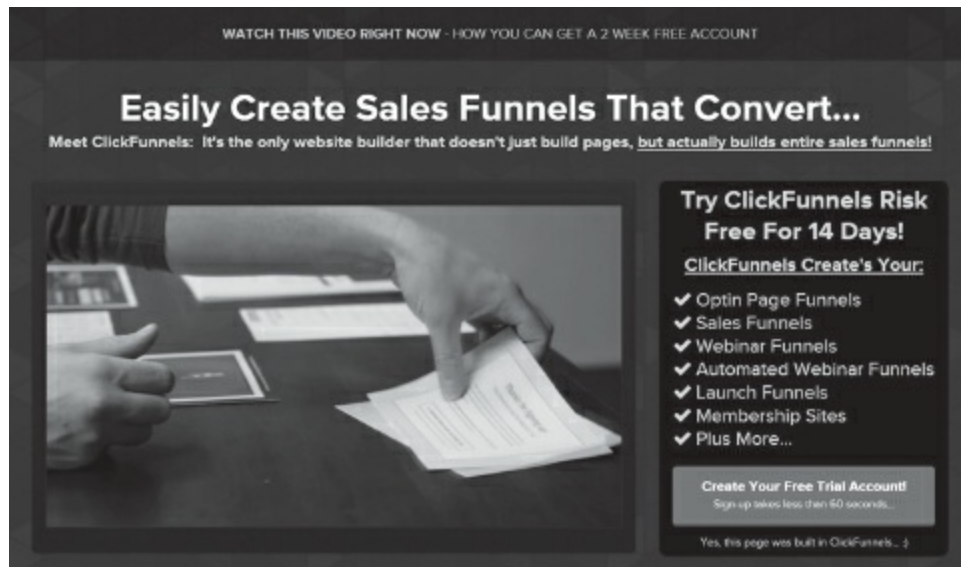 WATCH THIS VIDEO RIGHT NOW - HOW YOU CAN GET A 2 WEEK FREE ACCOUNT
Easily Create Sales Funnels That Convert...
Meet ClickFunnels: It's the only website builder that doesn't just build pages, but actually builds entire sales funnels!
Try ClickFunnels Risk
Free For 14 Days!
ClickFunnels Create's Your:
✔ Optin Page Funnels
✔ Sales Funnels
✔ Webinar Funnels
✔ Automated Webinar Funnels
✔ Launch Funnels
✔ Membership Sites
✔ Plus More...
Create Your Free Trial Account!
Sign up takes less than 60 seconds...
Yes, this page was built in ClickFunnels... :)